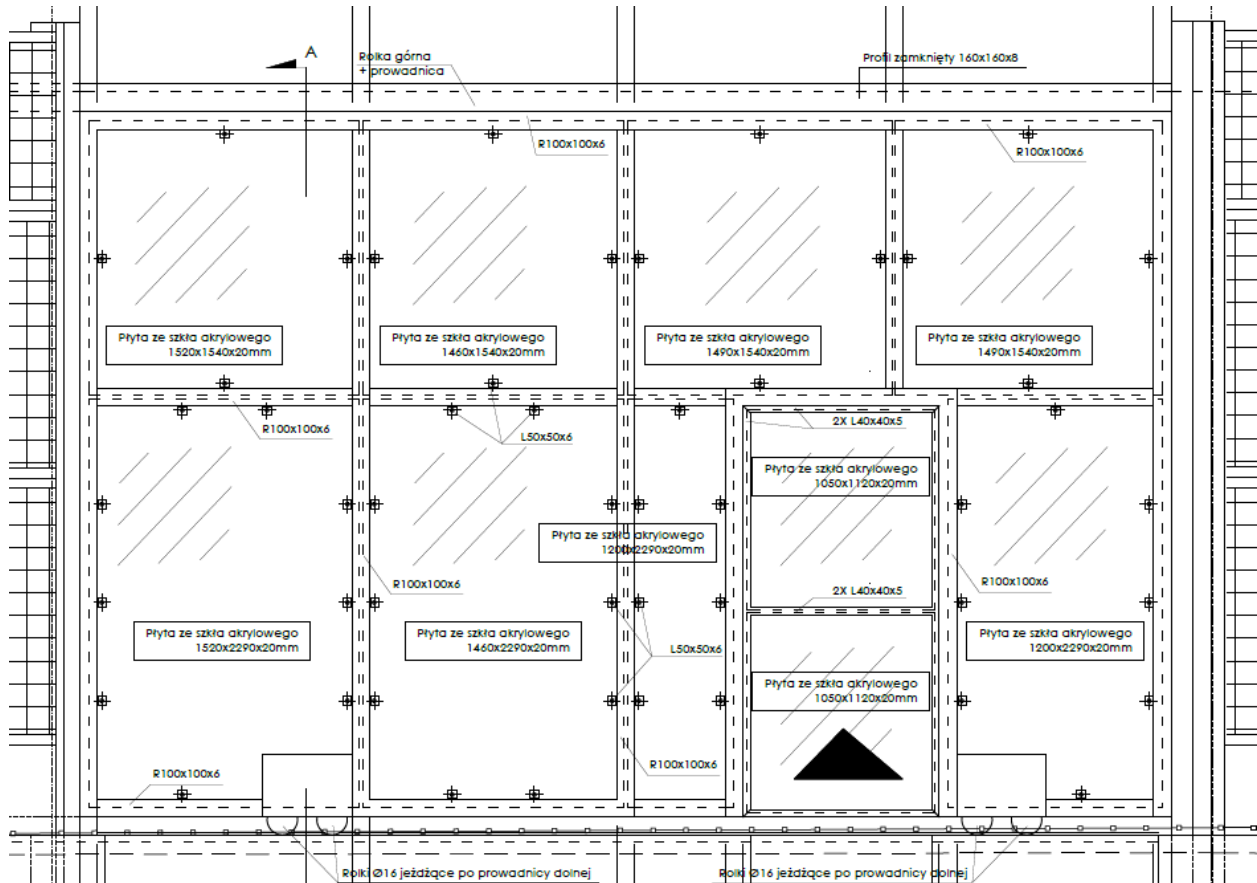 A
Rolka górna
+ prowadnica
Profil zamknięty 160x160x8
R100x100x6
R100x100x6
Płyta ze szkła akrylowego
1520x1540x20mm
Płyta ze szkła akrylowego
1460x1540x20mm
Płyta ze szkła akrylowego
1490x1540x20mm
Płyta ze szkła akrylowego
1490x1540x20mm
R100x100x6
L50x50x6
2X L40x40x5
Płyta ze szkła akrylowego
1050x1120x20mm
Płyta ze szkła akrylowego
1200x2290x20mm
R100x100x6
2X L40x40x5
R100x100x6
Płyta ze szkła akrylowego
1520x2290x20mm
Płyta ze szkła akrylowego
1460x2290x20mm
L50x50x6
Płyta ze szkła akrylowego
1200x2290x20mm
Płyta ze szkła akrylowego
1050x1120x20mm
R100x100x6
R100x100x6
Rolki Ø16 jeżdżące po prowadnicy dolnej
Rolki Ø16 jeżdżące po prowadnicy dolnej